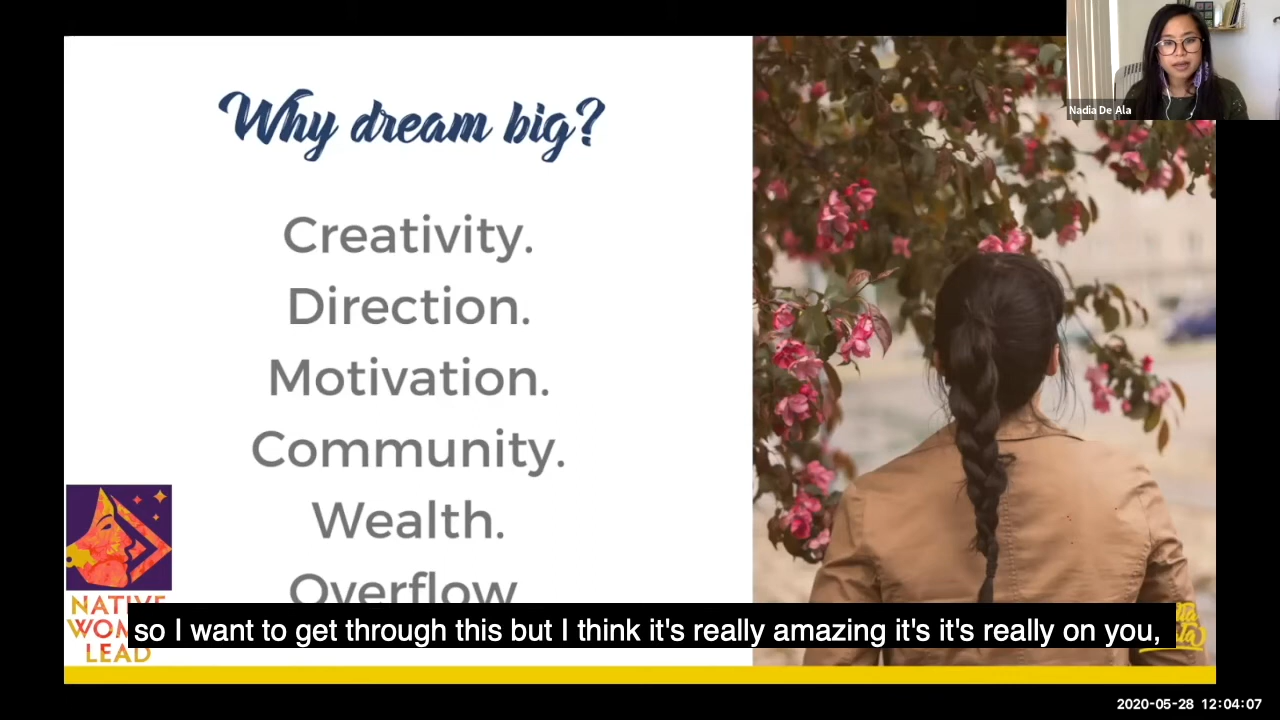 Nadia De Ala
Why dream big?
Creativity.
Direction.
Motivation.
Community.
Wealth.
Overflow
NATIVE
LEAD
so I want to get through this but I think it's really amazing it's it's really on you,
2020-05-28 12:04:07